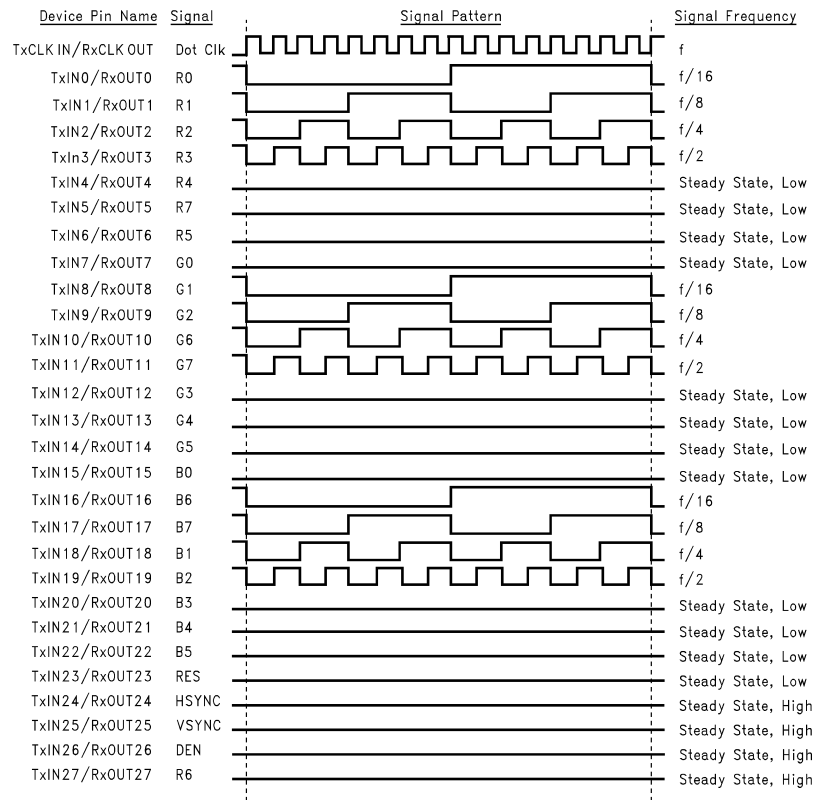 Device Pin Name Signal Signal Pattern Signal Frequency
TxCLK IN/RxCLK OUT Dot Clk f
TxIN0/RxOUT0 R0 f/16
TxIN1/RxOUT1 R1 f/8
TxIN2/RxOUT2 R2 f/4
TxIn3/RxOUT3 R3 f/2
TxIN4/RxOUT4 R4 Steady State, Low
TxIN5/RxOUT5 R7 Steady State, Low
TxIN6/RxOUT6 R5 Steady State, Low
TxIN7/RxOUT7 G0 Steady State, Low
TxIN8/RxOUT8 G1 f/16
TxIN9/RxOUT9 G2 f/8
TxIN10/RxOUT10 G6 f/4
TxIN11/RxOUT11 G7 f/2
TxIN12/RxOUT12 G3 Steady State, Low
TxIN13/RxOUT13 G4 Steady State, Low
TxIN14/RxOUT14 G5 Steady State, Low
TxIN15/RxOUT15 B0 Steady State, Low
TxIN16/RxOUT16 B6 f/16
TxIN17/RxOUT17 B7 f/8
TxIN18/RxOUT18 B1 f/4
TxIN19/RxOUT19 B2 f/2
TxIN20/RxOUT20 B3 Steady State, Low
TxIN21/RxOUT21 B4 Steady State, Low
TxIN22/RxOUT22 B5 Steady State, Low
TxIN23/RxOUT23 RES Steady State, Low
TxIN24/RxOUT24 HSYNC Steady State, High
TxIN25/RxOUT25 VSYNC Steady State, High
TxIN26/RxOUT26 DEN Steady State, High
TxIN27/RxOUT27 R6 Steady State, High